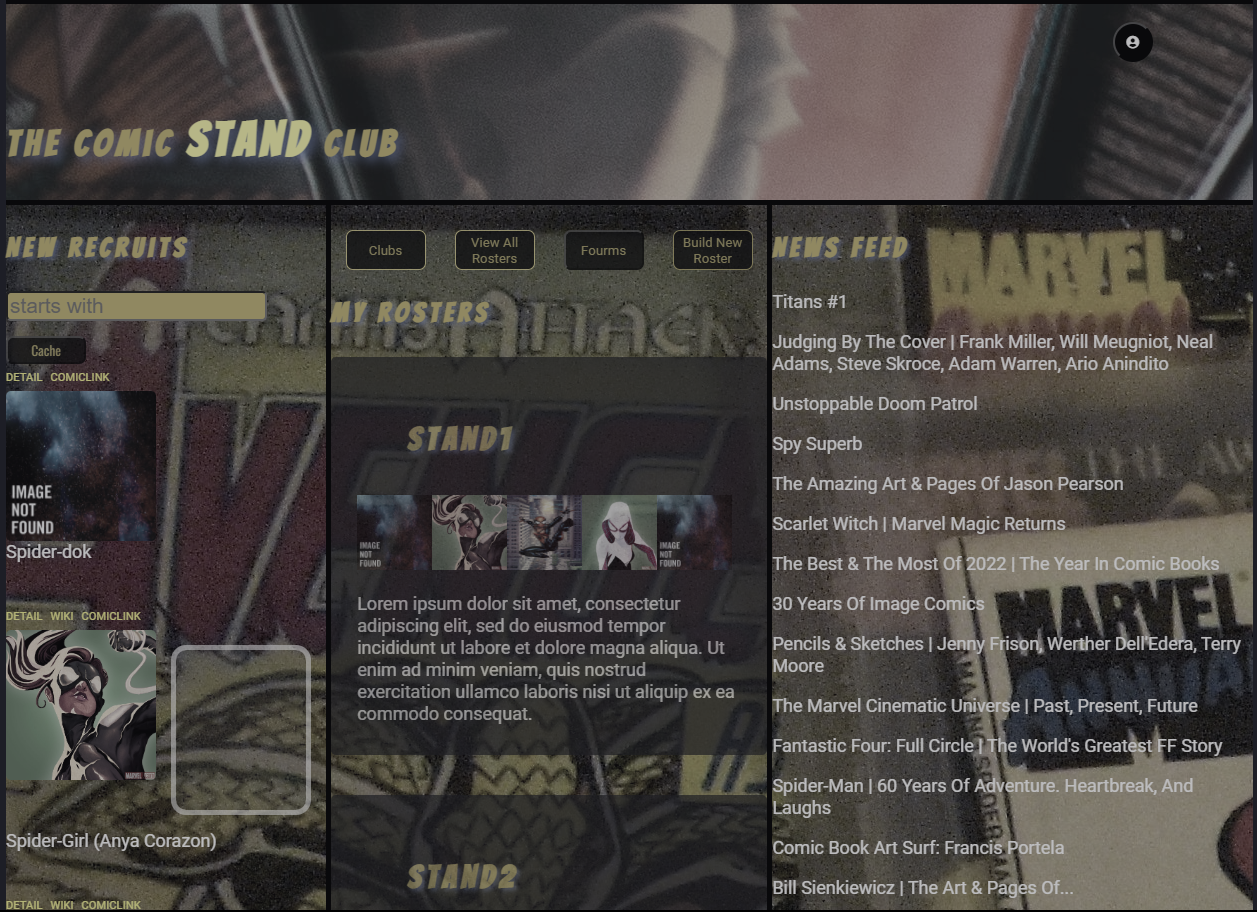 THE COMIC STAND CLUB
NEW RECRUITS
starts with
Cache
DETAIL COMICLINK
IMAGE
NOT
FOUND
Spider-dok
DETAIL WIKI COMICLINK
Spider-Girl (Anya Corazon)
DETAIL WIKI COMICLINK
Clubs
View All
Rosters
Fourms
Build New
Roster
MY ROSTERS
STAND1
IMAGE
NOT
FOUND
IMAGE
NOT
FOUND
Lorem ipsum dolor sit amet, consectetur
adipiscing elit, sed do eiusmod tempor
incididunt ut labore et dolore magna aliqua. Ut
enim ad minim veniam, quis nostrud
exercitation ullamco laboris nisi ut aliquip ex ea
commodo consequat.
STAND2
NEWS FEED
MARVEL
Titans #1
Judging By The Cover | Frank Miller, Will Meugniot, Neal
Adams, Steve Skroce, Adam Warren, Ario Anindito
Unstoppable Doom Patrol
Spy Superb
The Amazing Art & Pages Of Jason Pearson
Scarlet Witch | Marvel Magic Returns
The Best & The Most Of 2022 | The Year In Comic Books
30 Years Of Image Comics
MARVEL
Pencils & Sketches | Jenny Frison, Werther Dell'Edera, Terry
Moore
ANNUAL
The Marvel Cinematic Universe | Past, Present, Future
Fantastic Four: Full Circle | The World's Greatest FF Story
Spider-Man | 60 Years Of Adventure. Heartbreak, And
Laughs
Comic Book Art Surf: Francis Portela
Bill Sienkiewicz | The Art & Pages Of...